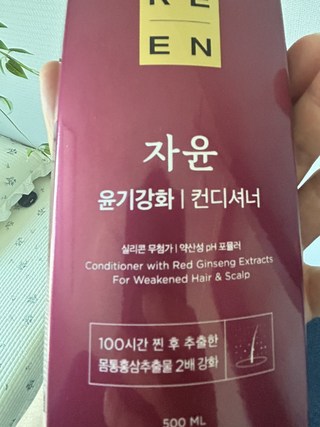 RE
EN
자윤
윤기강화 | 컨디셔너
실리콘 무첨가 | 약산성 pH 포뮬러
Conditioner with Red Ginseng Extracts
For Weakened Hair & Scalp
100시간 찐 후 추출한
몸통홍삼추출물 2배 강화
500 ML